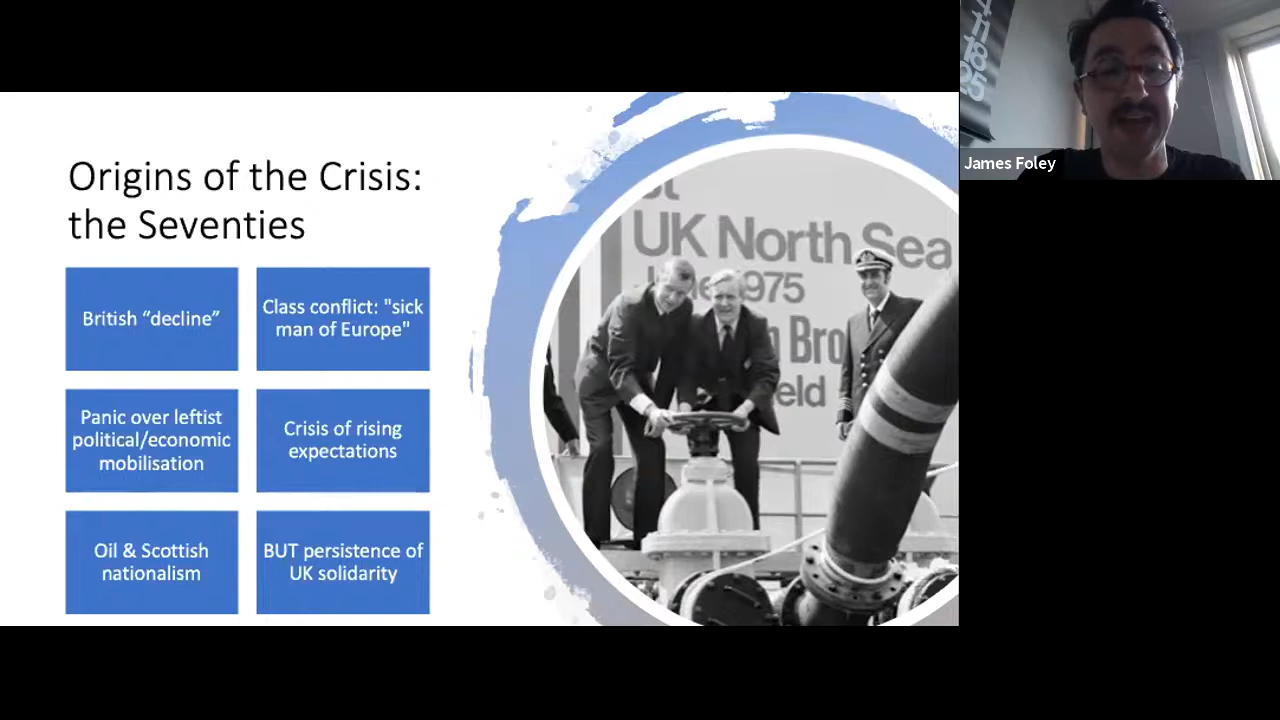 Origins of the Crisis:
the Seventies
British “decline”
Class conflict: "sick
man of Europe"
Panic over leftist
political/economic
mobilisation
Crisis of rising
expectations
Oil & Scottish
nationalism
BUT persistence of
UK solidarity
UK North Sea
1975
James Foley